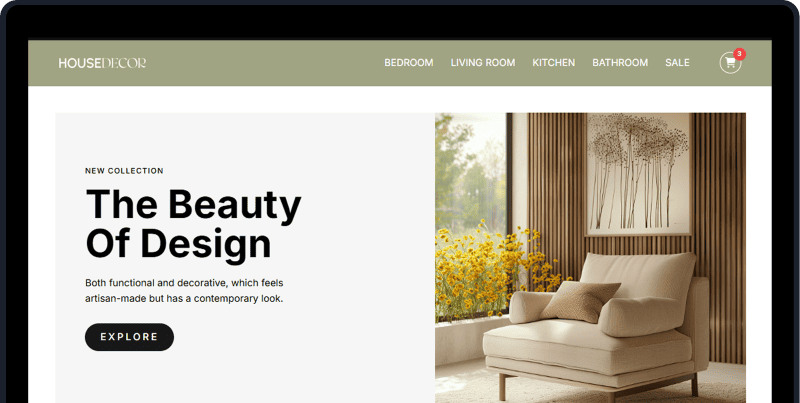 HOUSEDECOR
BEDROOM LIVING ROOM KITCHEN BATHROOM SALE
3
NEW COLLECTION
The Beauty
Of Design
Both functional and decorative, which feels
artisan-made but has a contemporary look.
EXPLORE